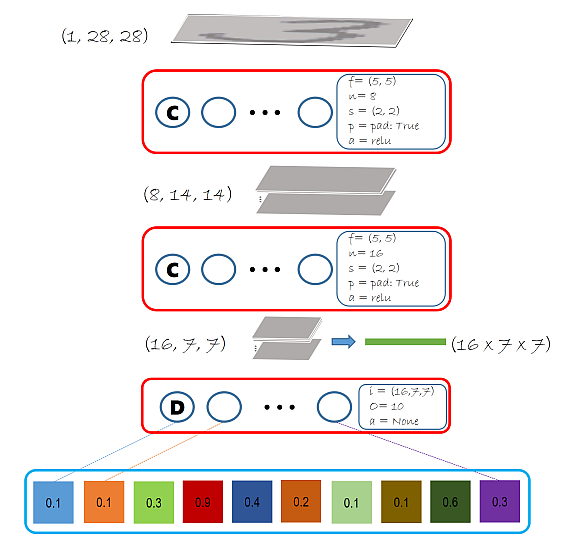 (1, 28, 28)
C
f= (5, 5)
n= 8
s = (2, 2)
p = pad: True
a = relu
(8, 14, 14)
C
f= (5, 5)
n= 16
s = (2, 2)
p = pad: True
a = relu
(16, 7, 7)
(16 x 7 x 7)
D
i = (16,7,7)
O= 10
a = None
0.1 0.1 0.3 0.9 0.4 0.2 0.1 0.1 0.6 0.3